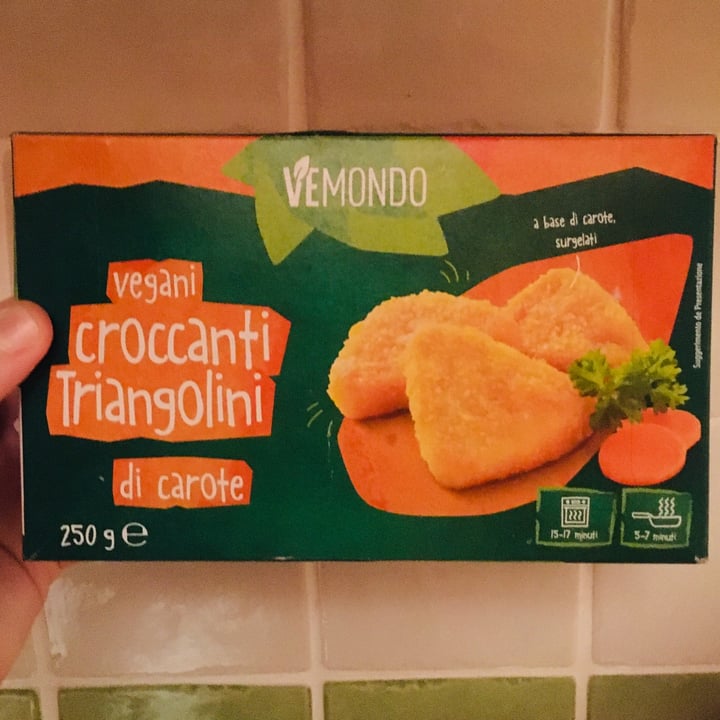 VEMONDO
a base di carote,
surgelati
vegani
croccanti
Triangolini
di carote
250 g e
15-17 minuti
5-7 minuti
Suggerimento de Presentazione